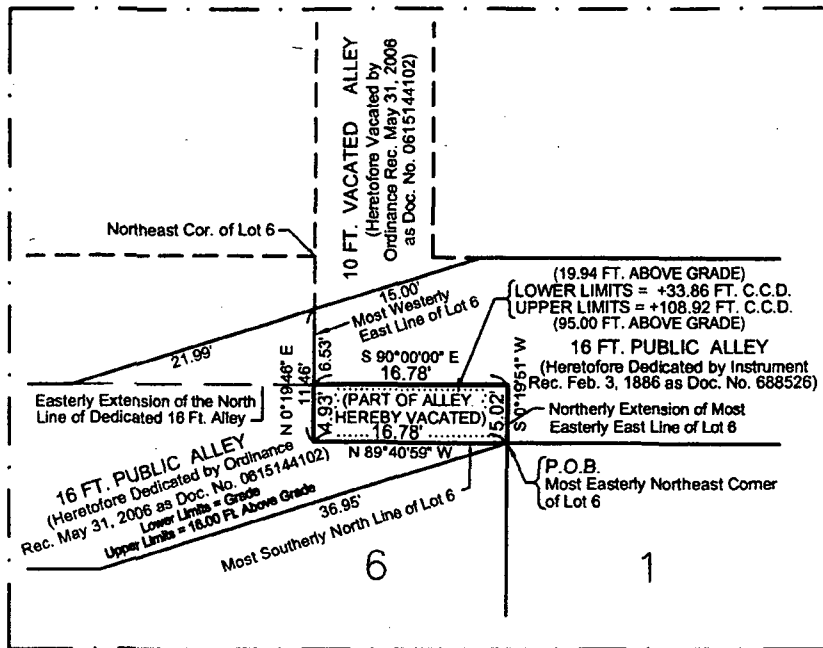 10 FT. VACATED ALLEY
(Heretofore Vacated by
Ordinance Rec. May 31, 2006
as Doc. No. 0615144102)
Northeast Cor. of Lot 6
15.00'
Most Westerly
East Line of Lot 6
(19.94 FT. ABOVE GRADE)
LOWER LIMITS = +33.86 FT. C.C.D.
UPPER LIMITS = +108.92 FT. C.C.D.
(95.00 FT. ABOVE GRADE)
21.99'
N 0°19'46" E
11.46'
6.53'
S 90°00'00" E
16.78'
S 0°19'51" W
16 FT. PUBLIC ALLEY
(Heretofore Dedicated by Instrument
Rec. Feb. 3, 1886 as Doc. No. 688526)
Easterly Extension of the North
Line of Dedicated 16 Ft. Alley
4.93'
(PART OF ALLEY
HEREBY VACATED)
16.78'
5.02'
Northerly Extension of Most
Easterly East Line of Lot 6
N 89°40'59" W
16 FT. PUBLIC ALLEY
(Heretofore Dedicated by Ordinance
Rec. May 31, 2006 as Doc. No. 0615144102)
Lower Limits = Grade
Upper Limits = 16.00 Ft. Above Grade
36.95'
Most Southerly North Line of Lot 6
P.O.B.
Most Easterly Northeast Corner
of Lot 6
6
1